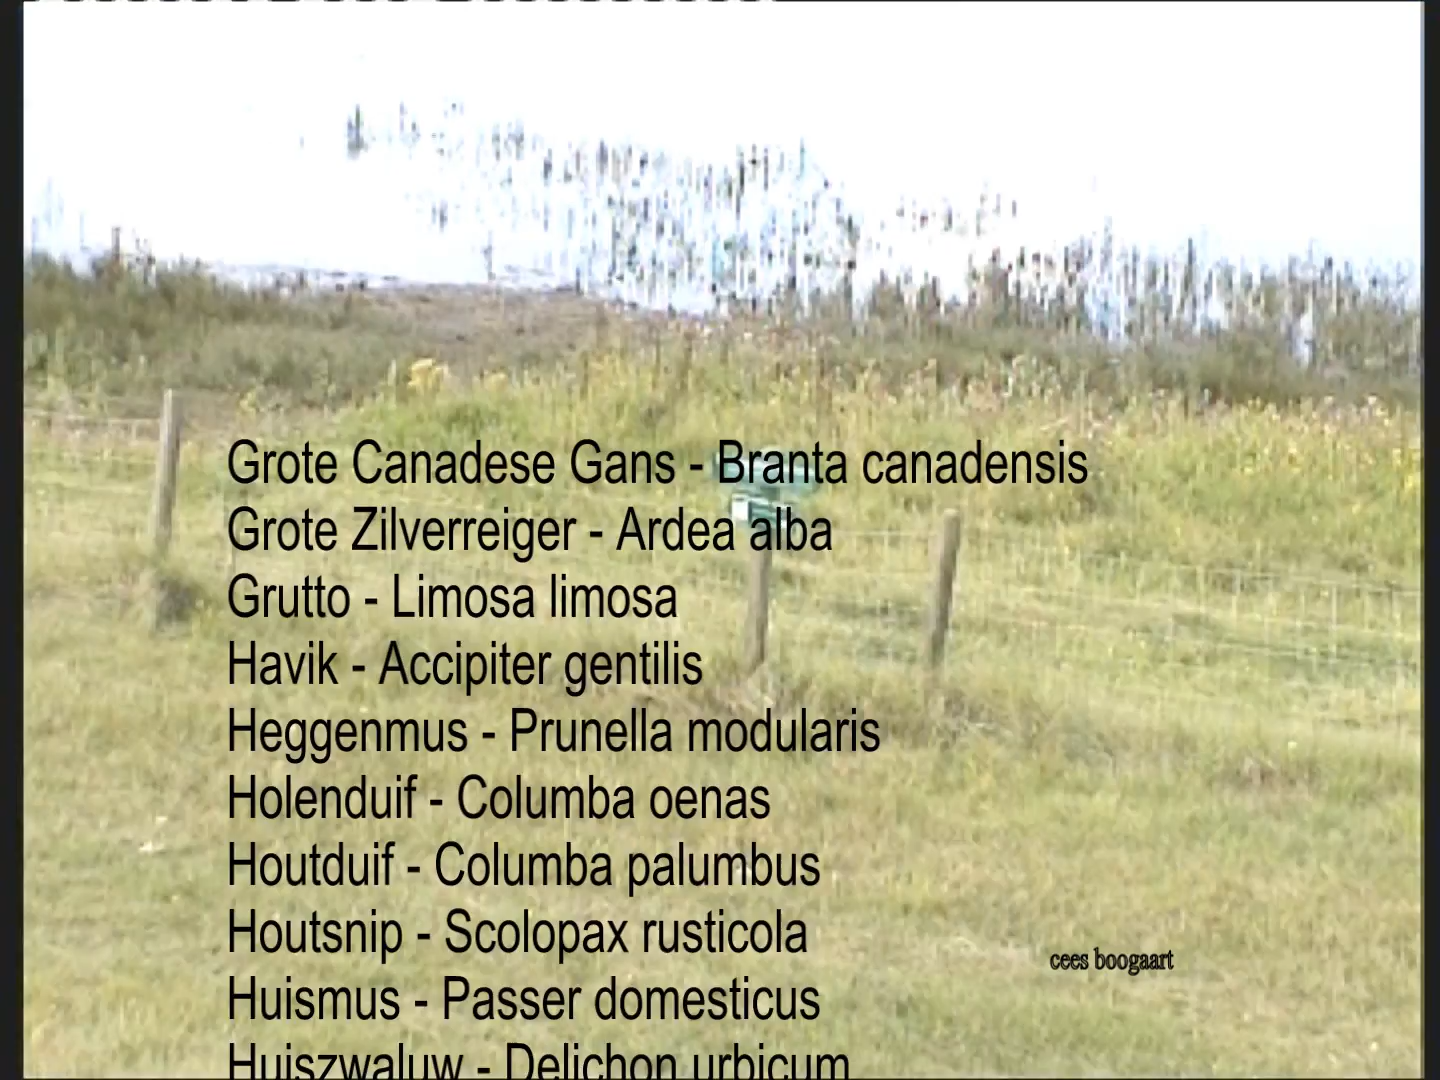 Grote Canadese Gans - Branta canadensis
Grote Zilverreiger - Ardea alba
Grutto - Limosa limosa
Havik - Accipiter gentilis
Heggenmus - Prunella modularis
Holenduif - Columba oenas
Houtduif - Columba palumbus
Houtsnip - Scolopax rusticola
cees boogaart
Huismus - Passer domesticus
Huiszwaluw - Delichon urbicum